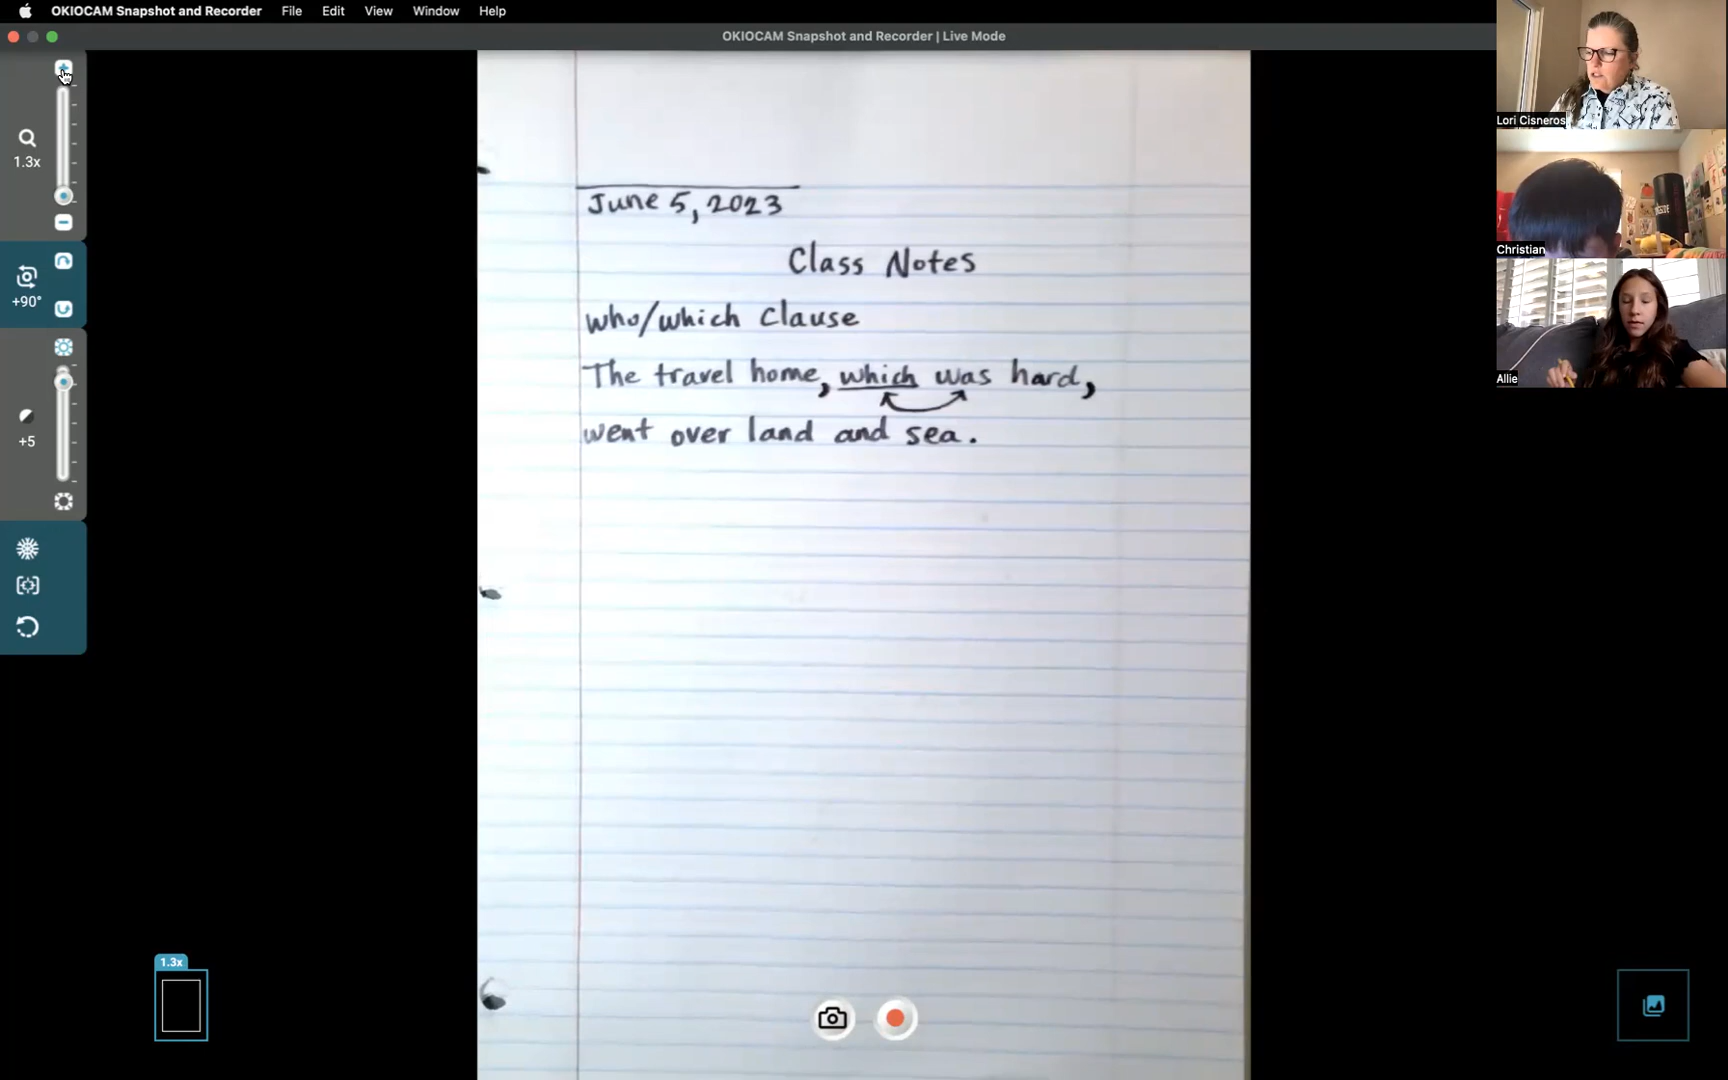 OKIOCAM Snapshot and Recorder File Edit View Window Help
OKIOCAM Snapshot and Recorder | Live Mode
Lori Cisneros
1.3x
June 5, 2023
Christian
Class Notes
+90°
who/which Clause
The travel home, which was hard,
Allie
went over land and sea.
+5
1.3x